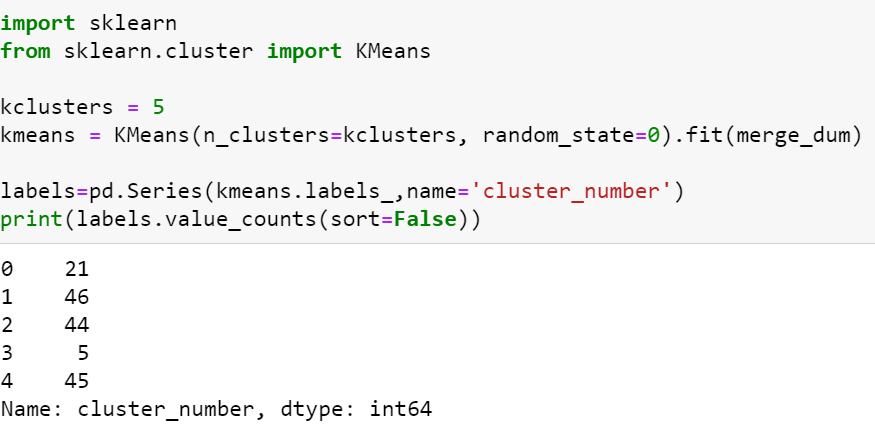 import sklearn
from sklearn.cluster import KMeans
kclusters = 5
kmeans = KMeans(n_clusters=kclusters, random_state=0).fit(merge_dum)
labels=pd.Series(kmeans.labels_,name='cluster_number')
print(labels.value_counts(sort=False))
0    21
1    46
2    44
3     5
4    45
Name: cluster_number, dtype: int64